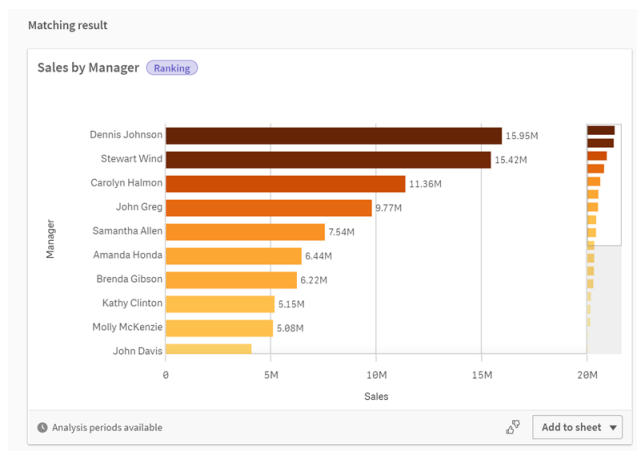 Matching result
Sales by Manager Ranking
Manager
Dennis Johnson 15.95M
Stewart Wind 15.42M
Carolyn Halmon 11.36M
John Greg 9.77M
Samantha Allen 7.54M
Amanda Honda 6.44M
Brenda Gibson 6.22M
Kathy Clinton 5.15M
Molly McKenzie 5.08M
John Davis
0 5M 10M 15M 20M
Sales
Analysis periods available Add to sheet